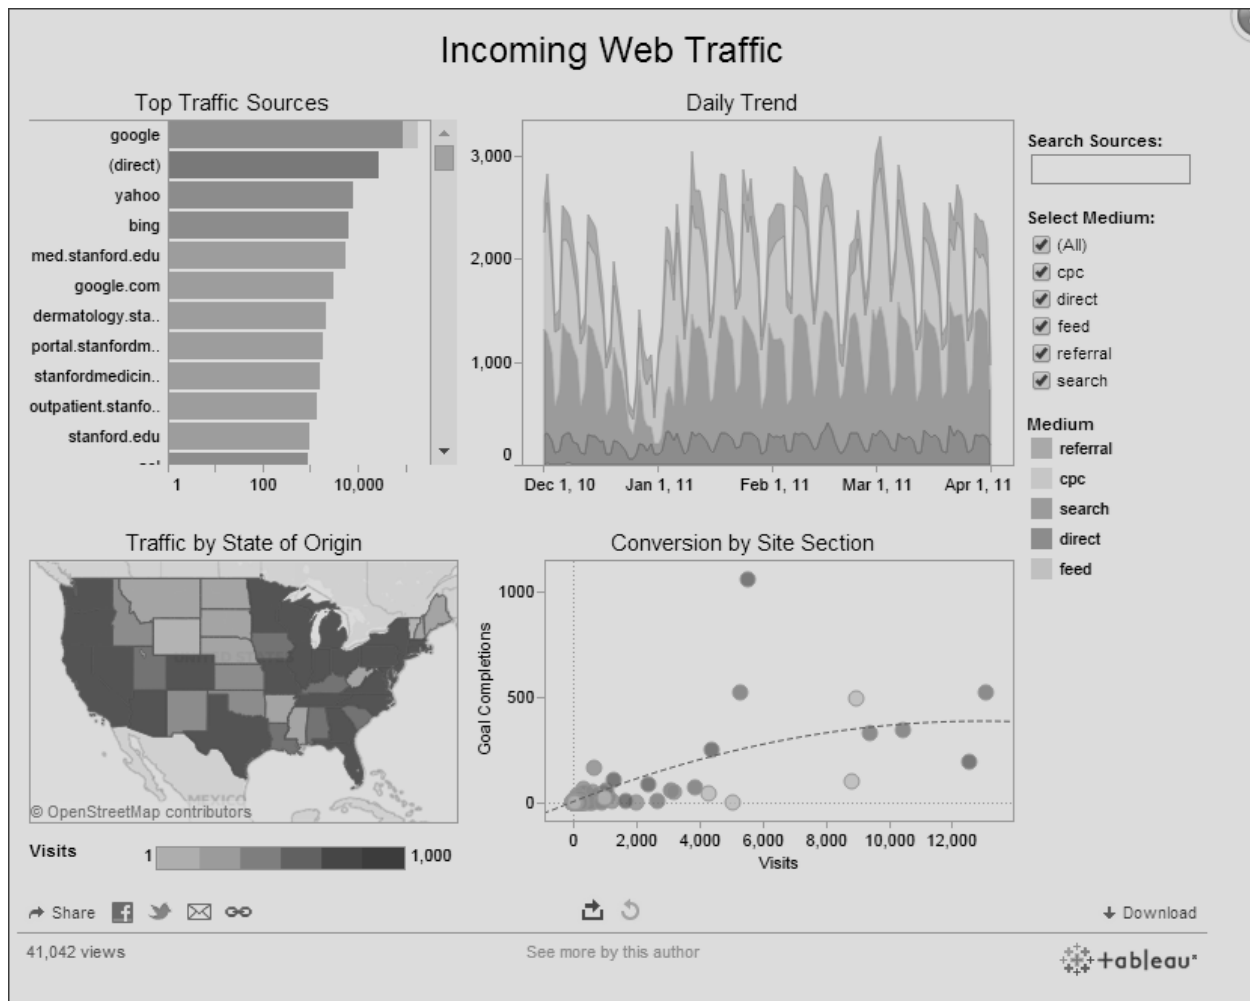 Incoming Web Traffic
Top Traffic Sources
google
(direct)
yahoo
bing
med.stanford.edu
google.com
dermatology.sta..
portal.stanfordm..
stanfordmedicin..
outpatient.stanfo..
stanford.edu
1 100 10,000
Daily Trend
3,000
2,000
1,000
0
Dec 1, 10 Jan 1, 11 Feb 1, 11 Mar 1, 11 Apr 1, 11
Search Sources:
Select Medium:
(All)
cpc
direct
feed
referral
search
Medium
referral
cpc
search
direct
feed
Traffic by State of Origin
UNITED STATES
MEXICO
© OpenStreetMap contributors
Visits 1 1,000
Conversion by Site Section
Goal Completions
1000
500
0
0 2,000 4,000 6,000 8,000 10,000 12,000
Visits
Share
Download
41,042 views
See more by this author
+ableau